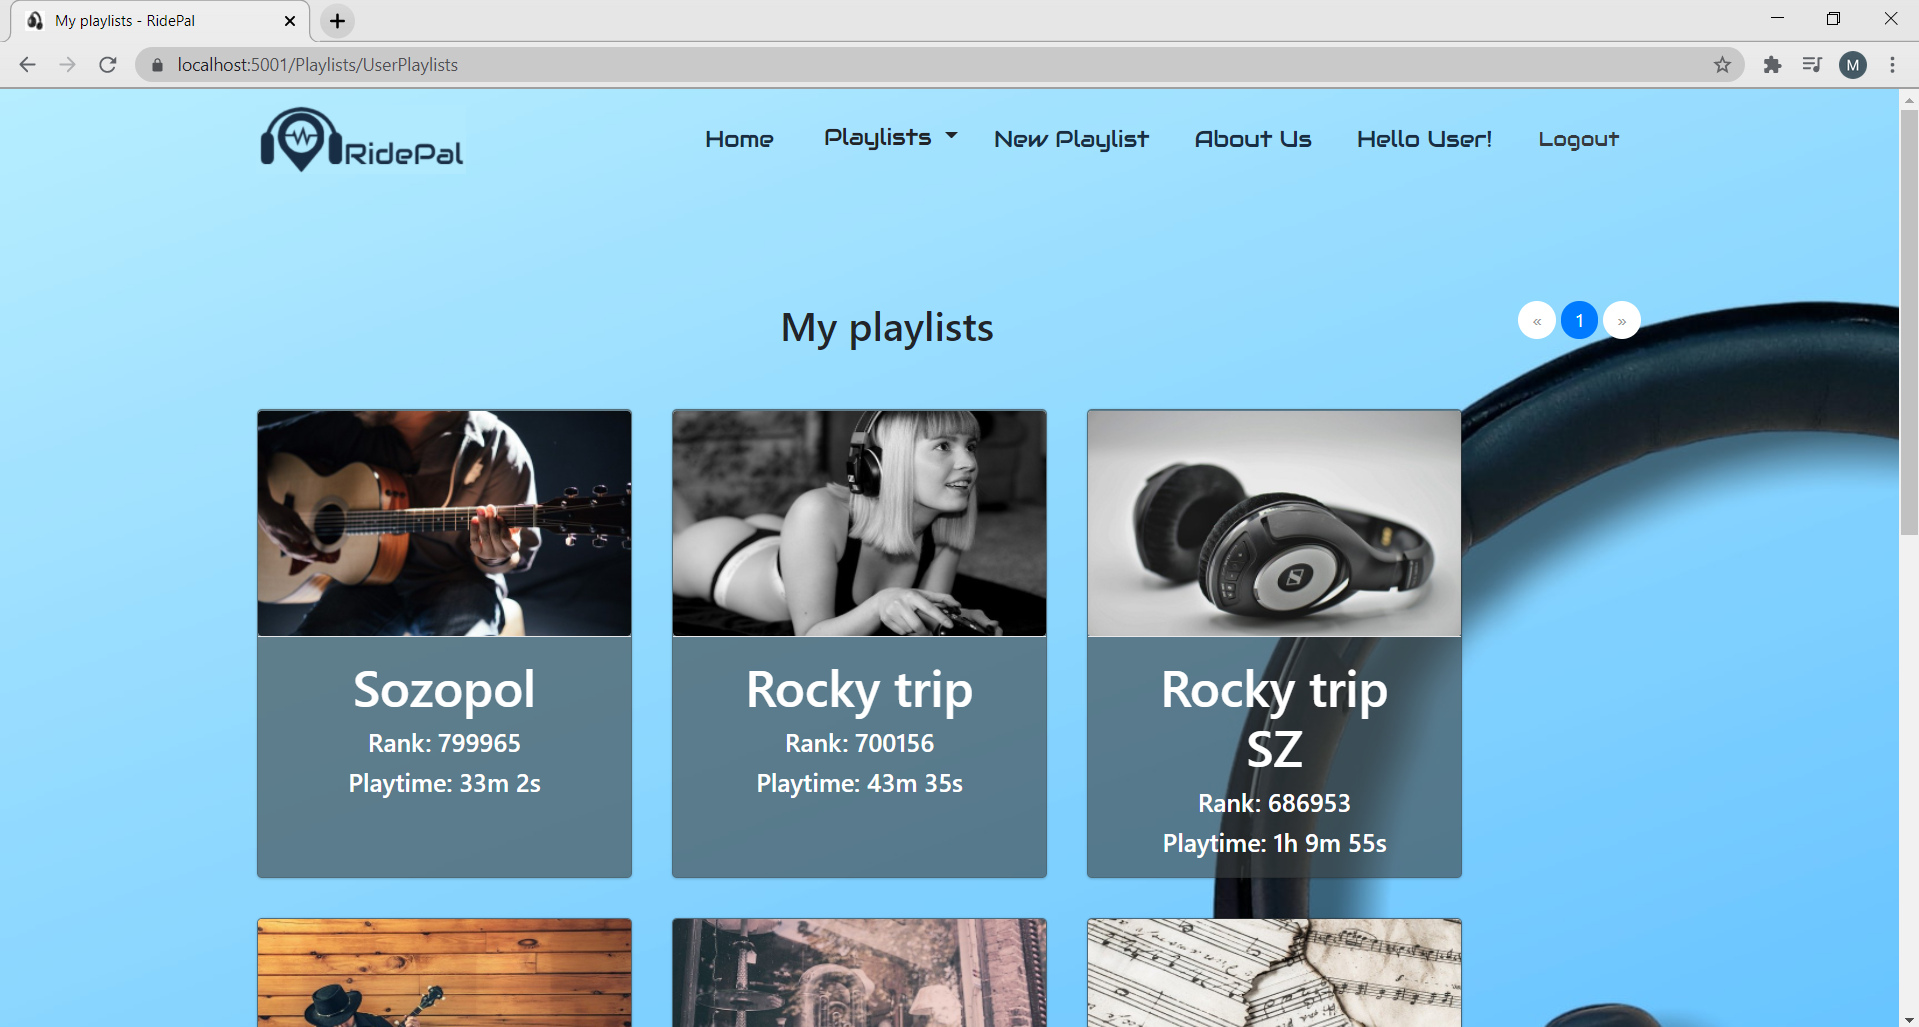 My playlists - RidePal
localhost:5001/Playlists/UserPlaylists
M
RidePal
Home
Playlists
New Playlist
About Us
Hello User!
Logout
My playlists
« 1 »
Sozopol
Rank: 799965
Playtime: 33m 2s
Rocky trip
Rank: 700156
Playtime: 43m 35s
Rocky trip
SZ
Rank: 686953
Playtime: 1h 9m 55s